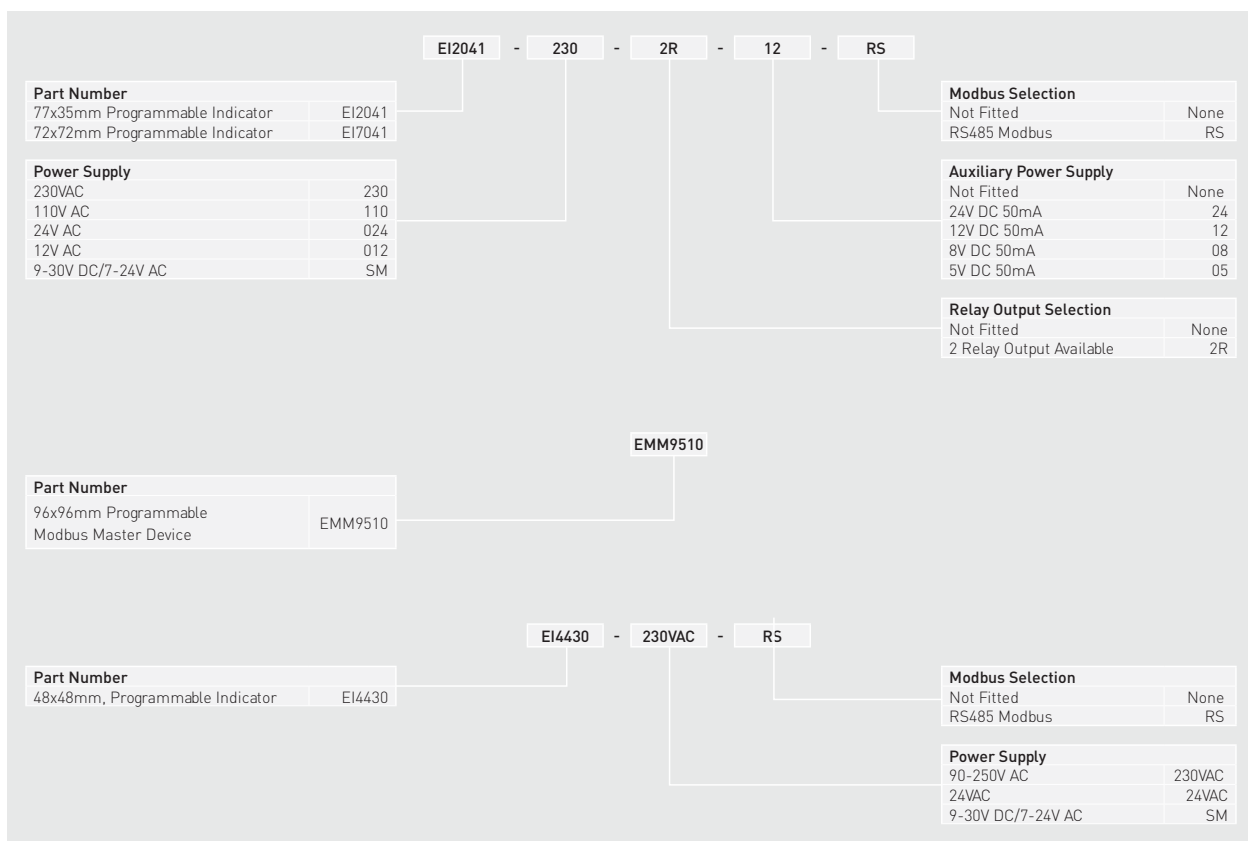 EI2041 - 230 - 2R - 12 - RS
Part Number
77x35mm Programmable Indicator EI2041
72x72mm Programmable Indicator EI7041
Power Supply
230VAC 230
110V AC 110
24V AC 024
12V AC 012
9-30V DC/7-24V AC SM
Modbus Selection
Not Fitted None
RS485 Modbus RS
Auxiliary Power Supply
Not Fitted None
24V DC 50mA 24
12V DC 50mA 12
8V DC 50mA 08
5V DC 50mA 05
Relay Output Selection
Not Fitted None
2 Relay Output Available 2R
EMM9510
Part Number
96x96mm Programmable
Modbus Master Device EMM9510
EI4430 - 230VAC - RS
Part Number
48x48mm, Programmable Indicator EI4430
Modbus Selection
Not Fitted None
RS485 Modbus RS
Power Supply
90-250V AC 230VAC
24VAC 24VAC
9-30V DC/7-24V AC SM